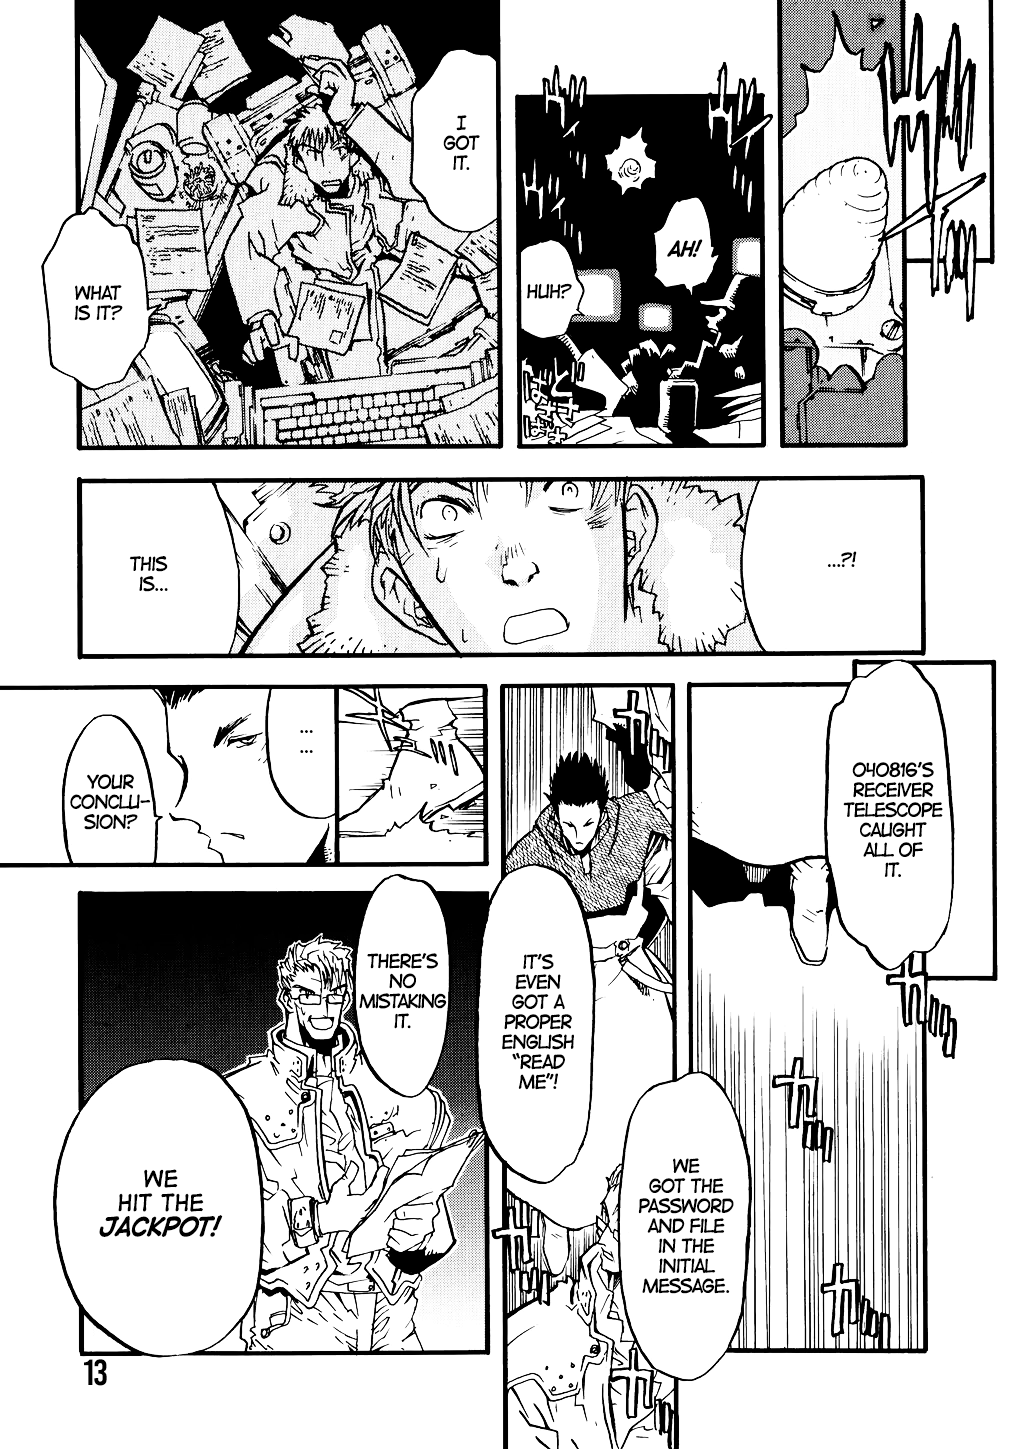 AH!
HUH?
I
GOT
IT.
WHAT
IS IT?
...?!
THIS
IS...
040816'S
RECEIVER
TELESCOPE
CAUGHT
ALL OF
IT.
WE
GOT THE
PASSWORD
AND FILE
IN THE
INITIAL
MESSAGE.
IT'S
EVEN
GOT A
PROPER
ENGLISH
"READ
ME"!
...
...
YOUR
CONCLU-
SION?
THERE'S
NO
MISTAKING
IT.
WE
HIT THE
JACKPOT!
13